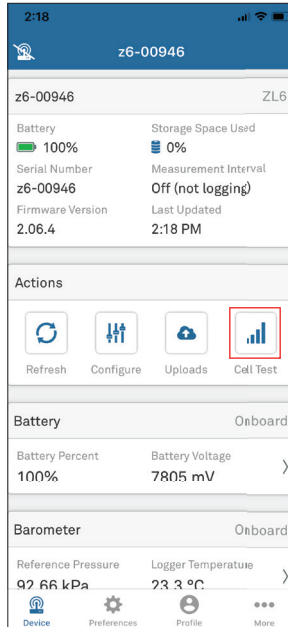 2:18
z6-00946
z6-00946 ZL6
Battery Storage Space Used
100% 0%
Serial Number Measurement Interval
z6-00946 Off (not logging)
Firmware Version Last Updated
2.06.4 2:18 PM
Actions
Refresh Configure Uploads Cell Test
Battery Onboard
Battery Percent Battery Voltage
100% 7805 mV
Barometer Onboard
Reference Pressure Logger Temperature
92.66 kPa 23.3 °C
Device Preferences Profile More